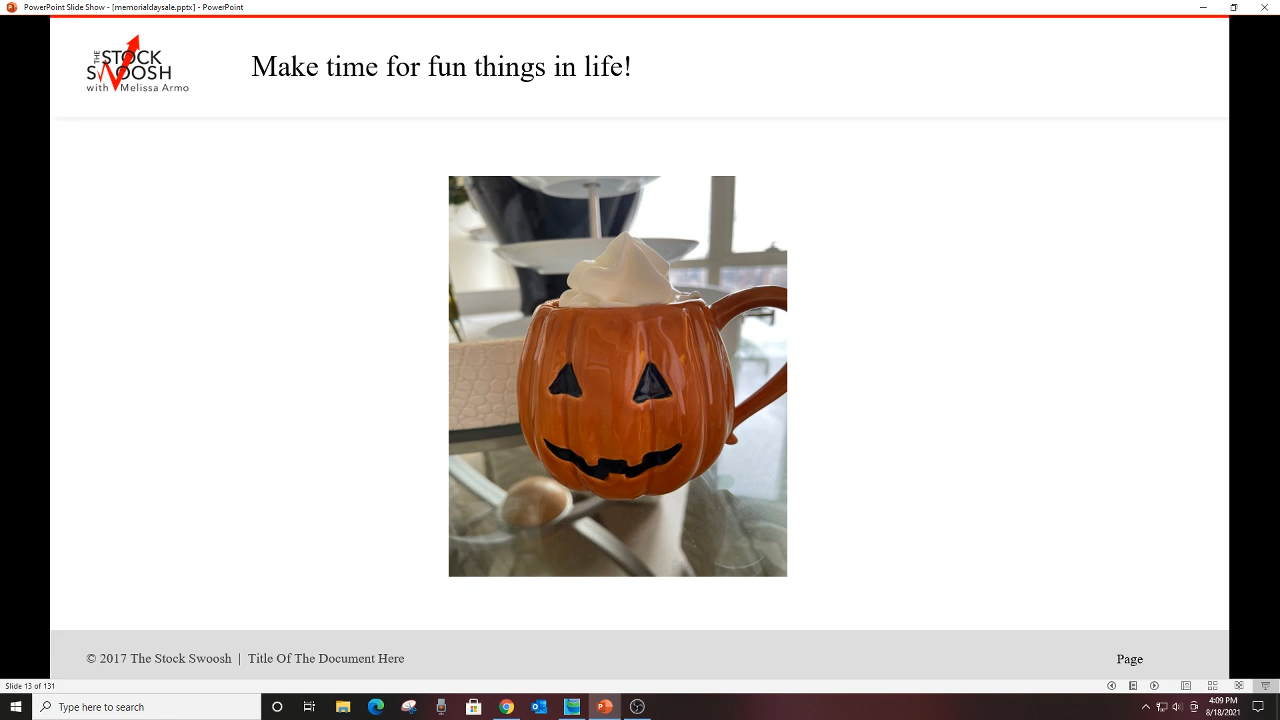 PowerPoint Slide Show - [memorialdaysale.pptx] - PowerPoint
THE STOCK
SWOOSH
with Melissa Armo
Make time for fun things in life!
© 2017 The Stock Swoosh | Title Of The Document Here
Page
Slide 13 of 131
Type here to search
4:09 PM
8/18/2021